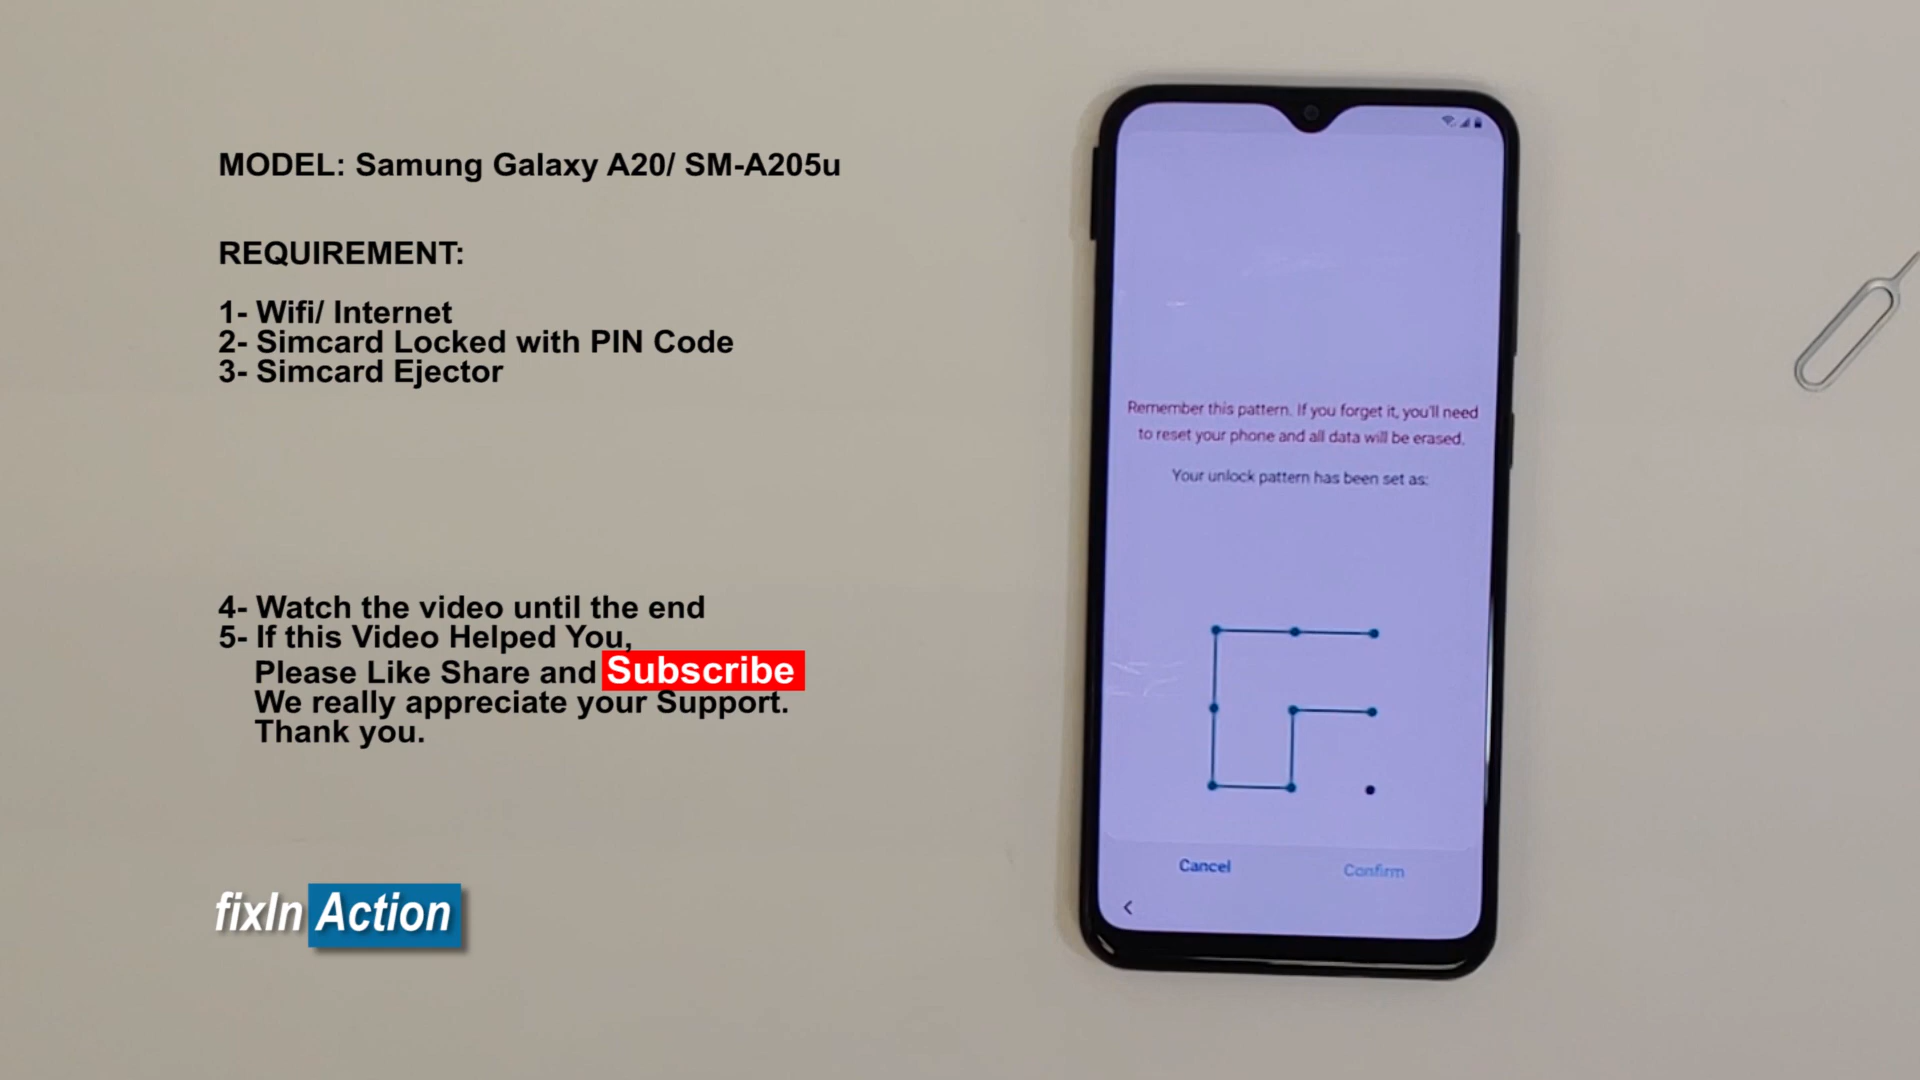 MODEL: Samung Galaxy A20/ SM-A205u
REQUIREMENT:
1- Wifi/ Internet
2- Simcard Locked with PIN Code
3- Simcard Ejector
4- Watch the video until the end
5- If this Video Helped You,
Please Like Share and Subscribe
We really appreciate your Support.
Thank you.
fixIn Action
Remember this pattern. If you forget it, you'll need
to reset your phone and all data will be erased.
Your unlock pattern has been set as:
Cancel
Confirm